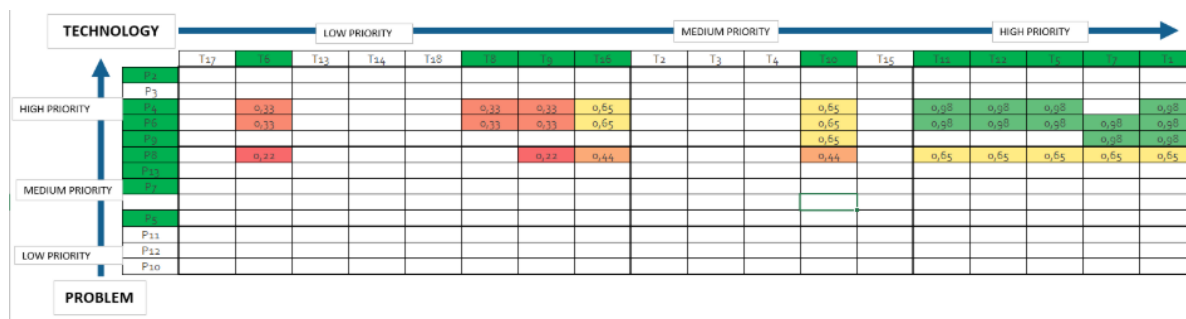 TECHNOLOGY LOW PRIORITY MEDIUM PRIORITY HIGH PRIORITY
T17 T6 T13 T14 T18 T8 T9 T16 T2 T3 T4 T10 T15 T11 T12 T5 T7 T1
P2
P3
HIGH PRIORITY P4 0,33 0,33 0,33 0,65 0,65 0,98 0,98 0,98 0,98
P6 0,33 0,33 0,33 0,65 0,65 0,98 0,98 0,98 0,98 0,98
P9 0,65 0,98 0,98
P8 0,22 0,22 0,44 0,44 0,65 0,65 0,65 0,65 0,65
P13
MEDIUM PRIORITY P7
P5
P11
LOW PRIORITY P12
P10
PROBLEM